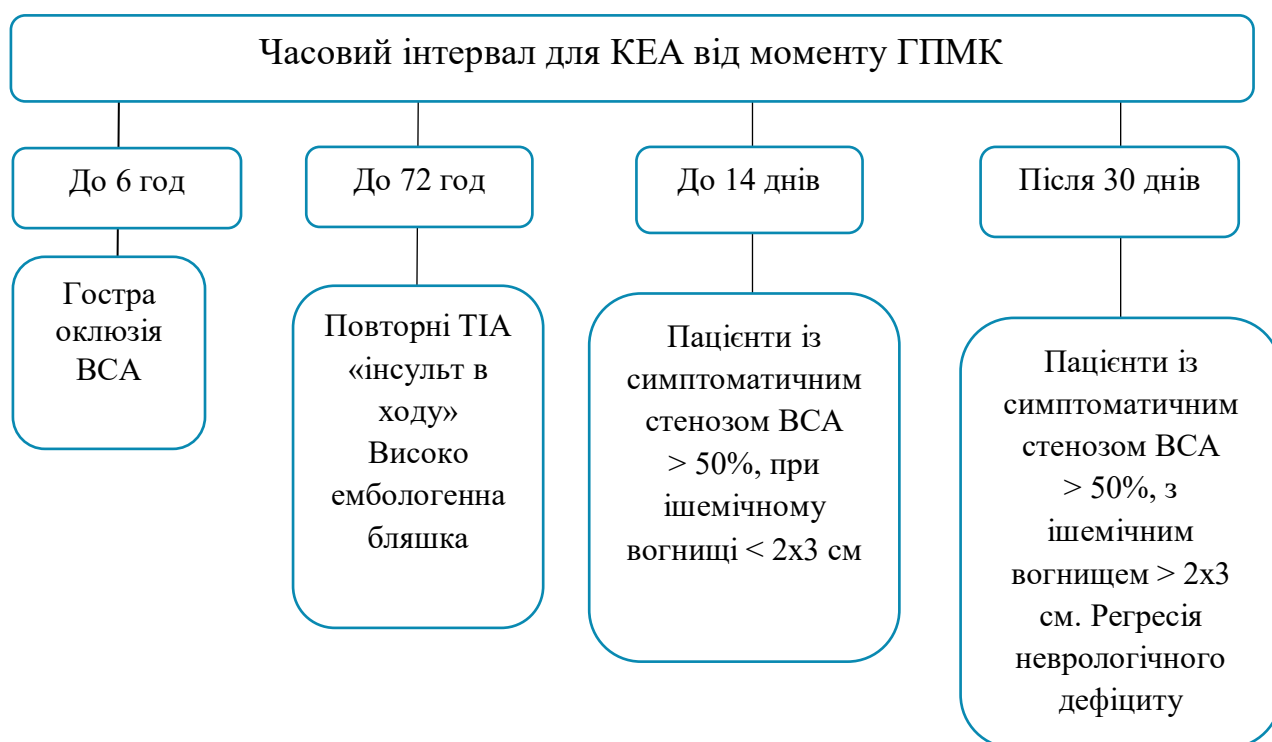 Часовий інтервал для КЕА від моменту ГПМК
До 6 год
До 72 год
До 14 днів
Після 30 днів
Гостра
оклюзія
ВСА
Повторні ТІА
«інсульт в
ходу»
Високо
ембологенна
бляшка
Пацієнти із
симптоматичним
стенозом ВСА
> 50%, при
ішемічному
вогнищі < 2х3 см
Пацієнти із
симптоматичним
стенозом ВСА
> 50%, з
ішемічним
вогнищем > 2х3
см. Регресія
неврологічного
дефіциту